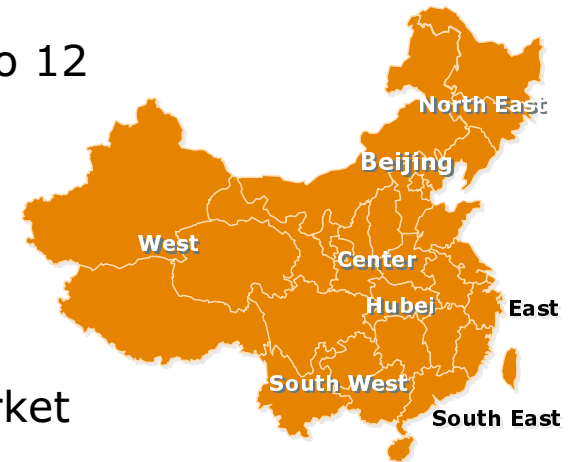 o 12
North East
Beijing
West
Center
Hubei
East
South West
rket
South East